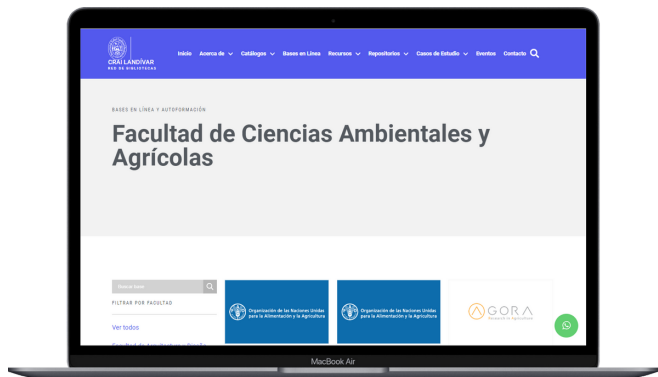 CRAI LANDÍVAR
RED DE BIBLIOTECAS
Inicio Acerca de Catálogos Bases en Línea Recursos Repositorios Casos de Estudio Eventos Contacto
BASES EN LÍNEA Y AUTOFORMACIÓN
Facultad de Ciencias Ambientales y
Agrícolas
FILTRAR POR FACULTAD
Ver todos
Organización de las Naciones Unidas
para la Alimentación y la Agricultura
Organización de las Naciones Unidas
para la Alimentación y la Agricultura
AGORA
MacBook Air